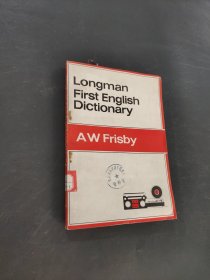 Longman
First English
Dictionary
A W Frisby